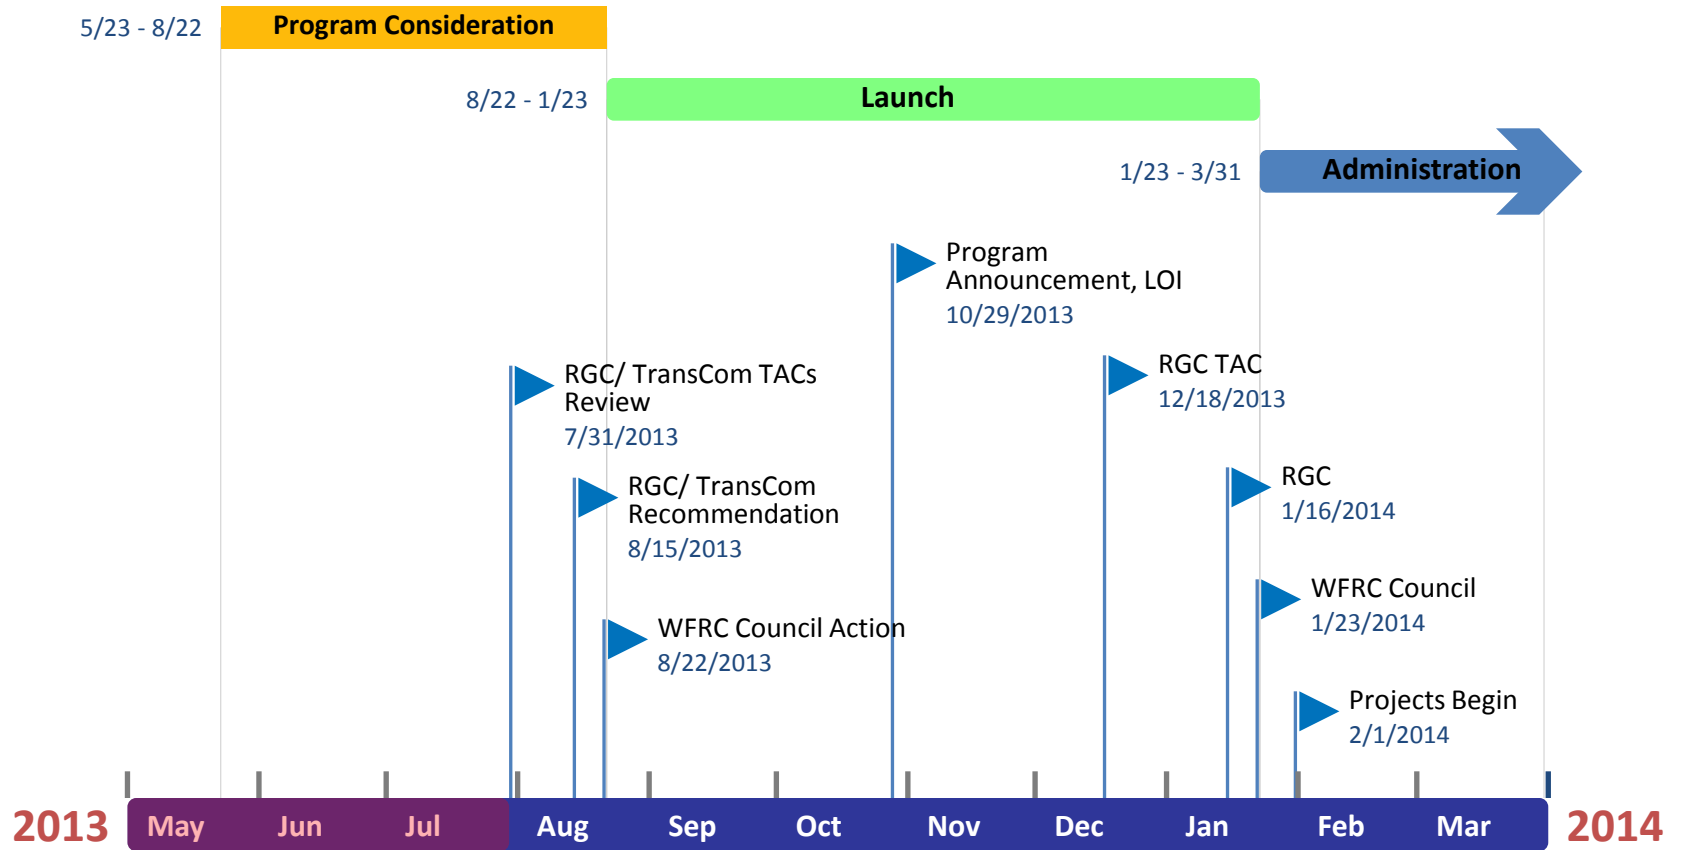 5/23 - 8/22
Program Consideration
8/22 - 1/23
Launch
1/23 - 3/31
Administration
Program
Announcement, LOI
10/29/2013
RGC/ TransCom TACs
Review
7/31/2013
RGC TAC
12/18/2013
RGC/ TransCom
Recommendation
8/15/2013
RGC
1/16/2014
WFRC Council
1/23/2014
WFRC Council Action
8/22/2013
Projects Begin
2/1/2014
2013
May
Jun
Jul
Aug
Sep
Oct
Nov
Dec
Jan
Feb
Mar
2014